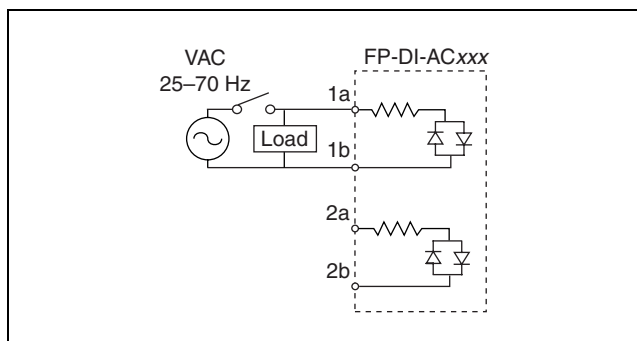 VAC
25–70 Hz
FP-DI-ACxxx
1a
Load
1b
2a
2b